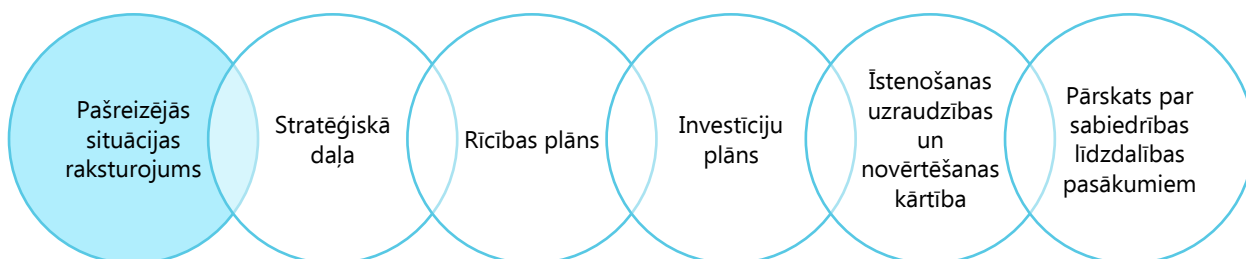 Pašreizējās
situācijas
raksturojums
Stratēģiskā
daļa
Rīcības plāns
Investīciju
plāns
Īstenošanas
uzraudzības
un
novērtēšanas
kārtība
Pārskats par
sabiedrības
līdzdalības
pasākumiem